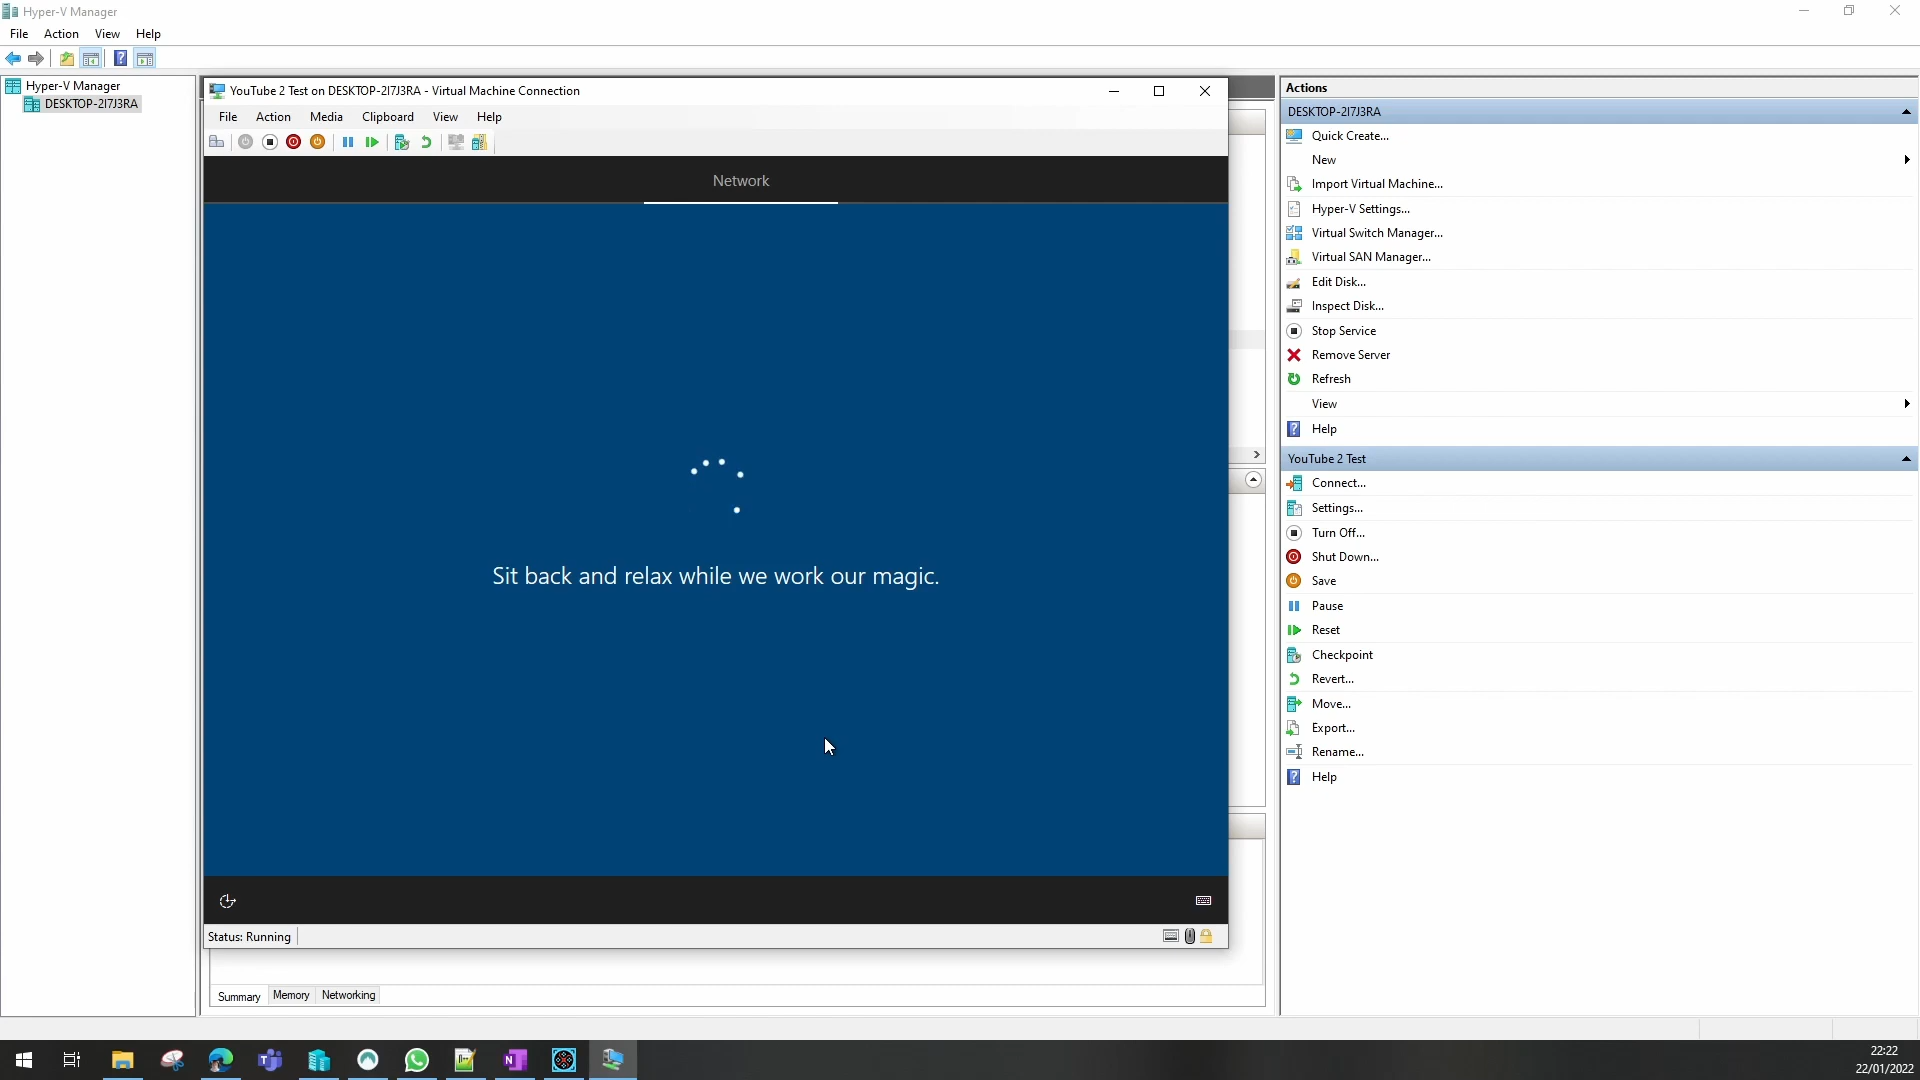 Hyper-V Manager
File Action View Help
Hyper-V Manager
DESKTOP-2I7J3RA
YouTube 2 Test on DESKTOP-2I7J3RA - Virtual Machine Connection
File Action Media Clipboard View Help
Network
Sit back and relax while we work our magic.
Status: Running
Summary Memory Networking
Actions
DESKTOP-2I7J3RA
Quick Create...
New
Import Virtual Machine...
Hyper-V Settings...
Virtual Switch Manager...
Virtual SAN Manager...
Edit Disk...
Inspect Disk...
Stop Service
Remove Server
Refresh
View
Help
YouTube 2 Test
Connect...
Settings...
Turn Off...
Shut Down...
Save
Pause
Reset
Checkpoint
Revert...
Move...
Export...
Rename...
Help
22:22
22/01/2022